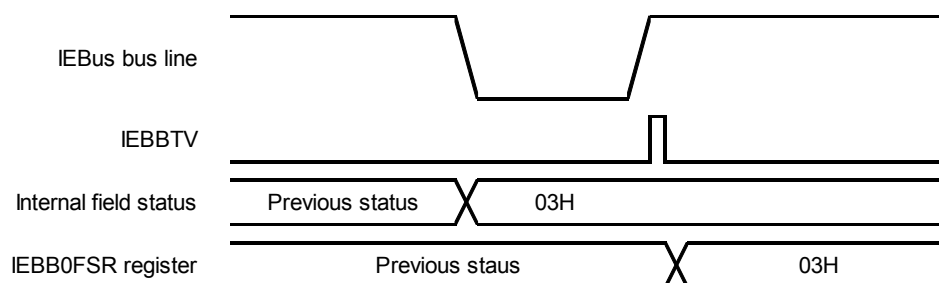 IEBus bus line
IEBBTV
Internal field status Previous status 03H
IEBB0FSR register Previous staus 03H